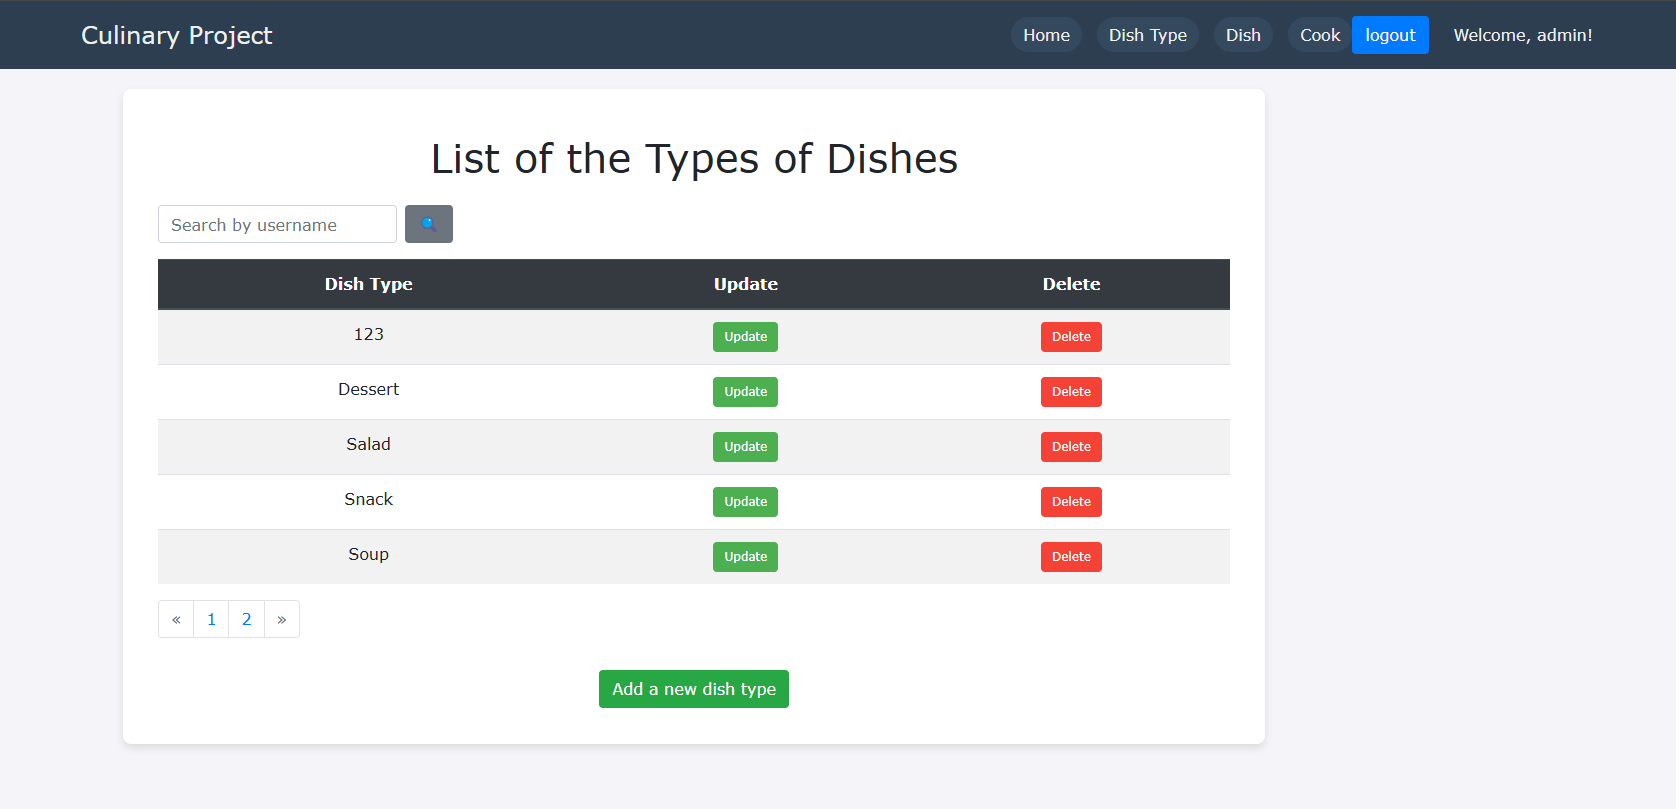 Culinary Project Home Dish Type Dish Cook logout Welcome, admin!
List of the Types of Dishes
Search by username
Dish Type Update Delete
123 Update Delete
Dessert Update Delete
Salad Update Delete
Snack Update Delete
Soup Update Delete
« 1 2 »
Add a new dish type